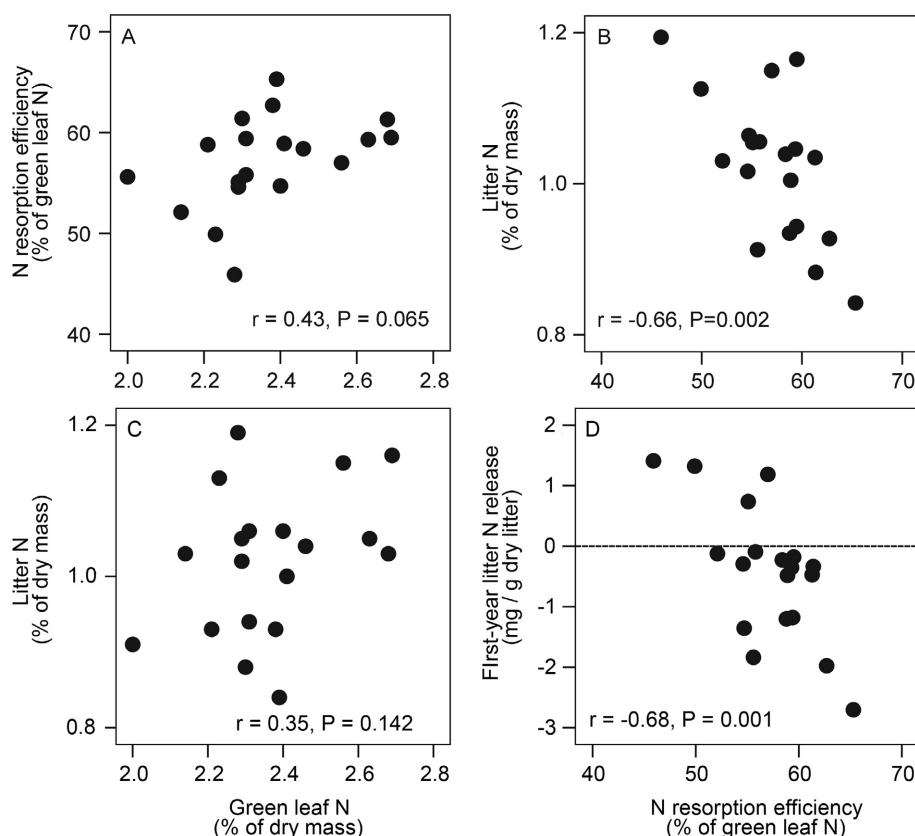 A
N resorption efficiency
(% of green leaf N)
70
60
50
40
2.0 2.2 2.4 2.6 2.8
r = 0.43, P = 0.065
B
Litter N
(% of dry mass)
1.2
1.0
0.8
40 50 60 70
r = -0.66, P=0.002
C
Litter N
(% of dry mass)
1.2
1.0
0.8
r = 0.35, P = 0.142
2.0 2.2 2.4 2.6 2.8
Green leaf N
(% of dry mass)
D
FIrst-year litter N release
(mg / g dry litter)
2
1
0
-1
-2
-3
r = -0.68, P = 0.001
40 50 60 70
N resorption efficiency
(% of green leaf N)